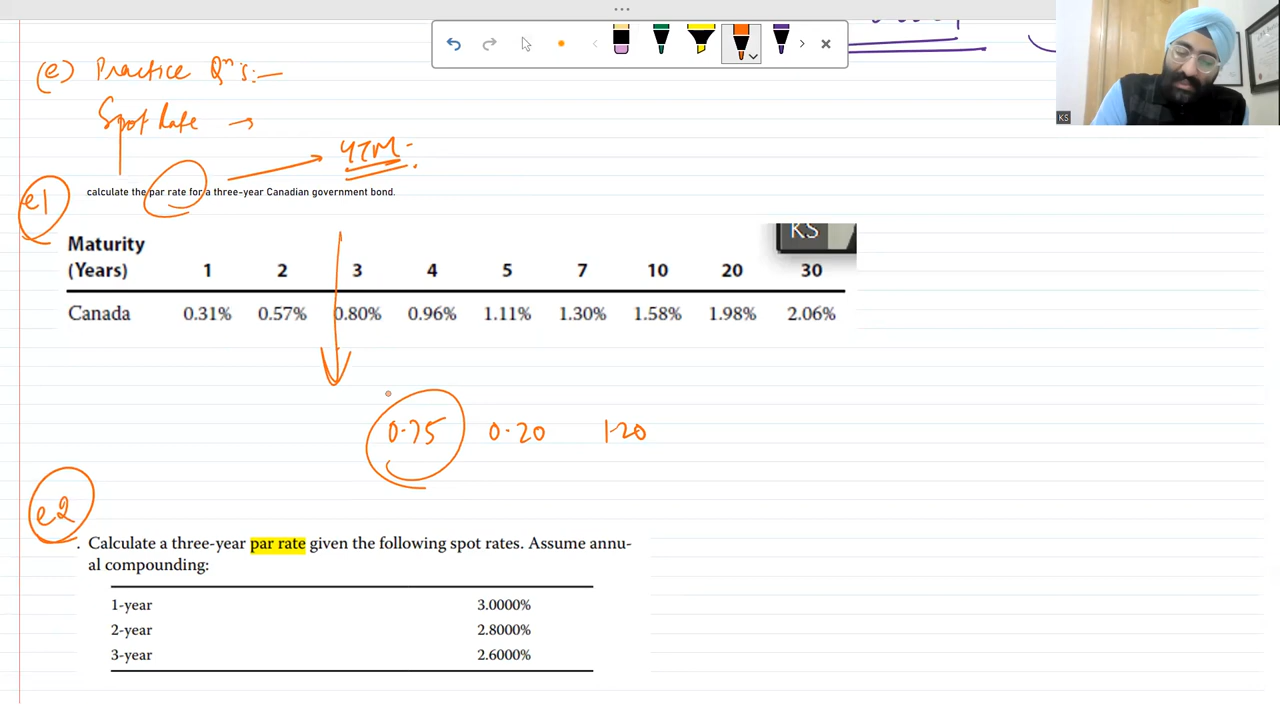 (e) Practice Qn's:-
Spot Rate →
YTM
e1
calculate the par rate for a three-year Canadian government bond.
KS
KS
Maturity
(Years) 1 2 3 4 5 7 10 20 30
Canada 0.31% 0.57% 0.80% 0.96% 1.11% 1.30% 1.58% 1.98% 2.06%
0.75 0.20 1.20
e2
. Calculate a three-year par rate given the following spot rates. Assume annu-
al compounding:
1-year 3.0000%
2-year 2.8000%
3-year 2.6000%